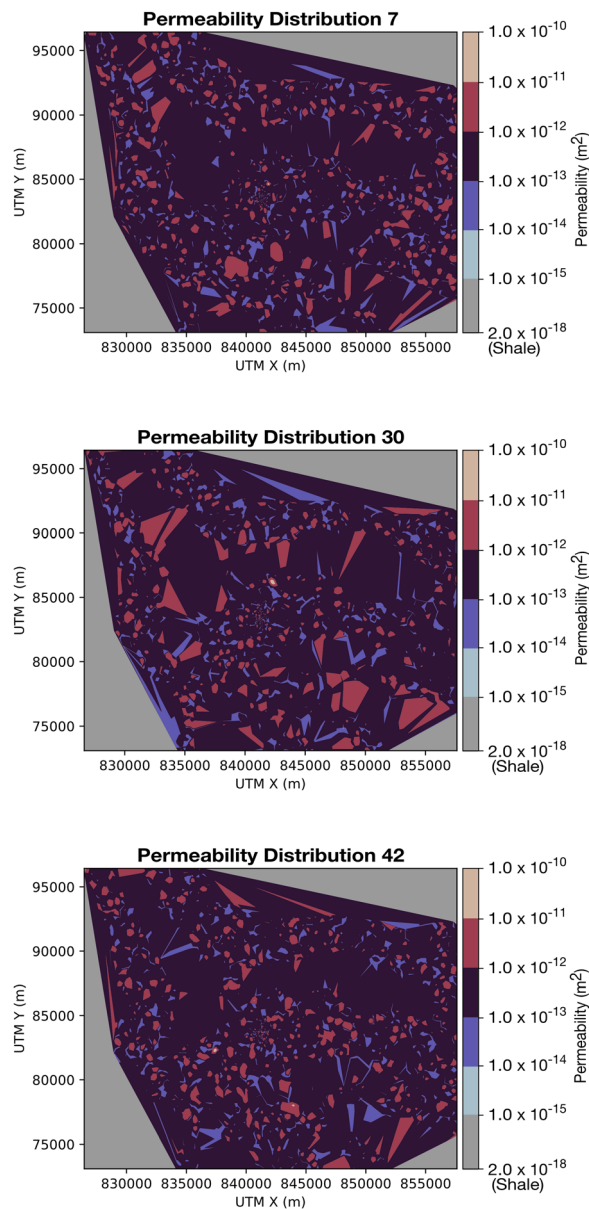 Permeability Distribution 7
1.0 x 10⁻¹⁰
95000
1.0 x 10⁻¹¹
90000
1.0 x 10⁻¹²
85000
1.0 x 10⁻¹³
80000
1.0 x 10⁻¹⁴
75000
1.0 x 10⁻¹⁵
2.0 x 10⁻¹⁸
(Shale)
UTM Y (m)
Permeability (m²)
830000 835000 840000 845000 850000 855000
UTM X (m)
Permeability Distribution 30
1.0 x 10⁻¹⁰
95000
1.0 x 10⁻¹¹
90000
1.0 x 10⁻¹²
85000
1.0 x 10⁻¹³
80000
1.0 x 10⁻¹⁴
75000
1.0 x 10⁻¹⁵
2.0 x 10⁻¹⁸
(Shale)
UTM Y (m)
Permeability (m²)
830000 835000 840000 845000 850000 855000
UTM X (m)
Permeability Distribution 42
1.0 x 10⁻¹⁰
95000
1.0 x 10⁻¹¹
90000
1.0 x 10⁻¹²
85000
1.0 x 10⁻¹³
80000
1.0 x 10⁻¹⁴
75000
1.0 x 10⁻¹⁵
2.0 x 10⁻¹⁸
(Shale)
UTM Y (m)
Permeability (m²)
830000 835000 840000 845000 850000 855000
UTM X (m)